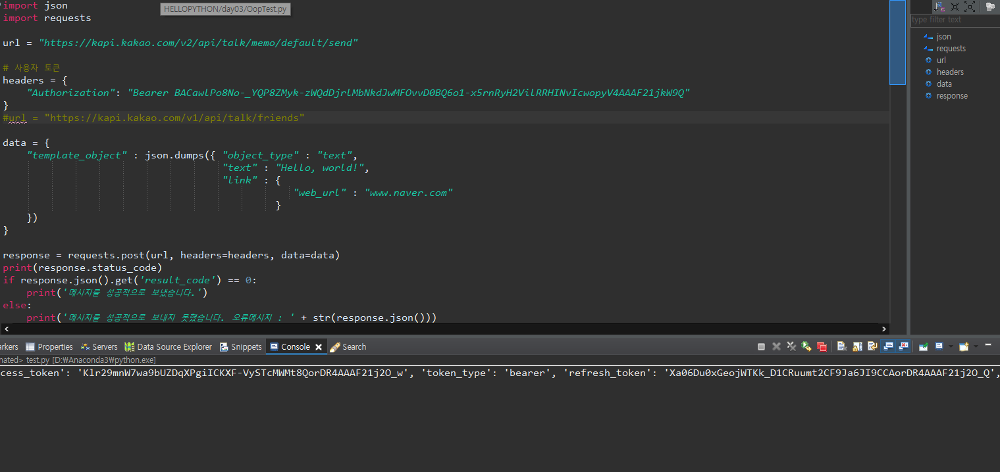 import json
HELLOPYTHON/day03/OopTest.py
import requests
type filter text
url = "https://kapi.kakao.com/v2/api/talk/memo/default/send"
# 사용자 토큰
headers = {
"Authorization": "Bearer BACawlPo8No-_YQP8ZMyk-zWQdDjrlMbNkdJwMFOvvD0BQ6o1-x5rnRyH2VilRRHINvIcwopyV4AAAF21jkW9Q"
}
#url = "https://kapi.kakao.com/v1/api/talk/friends"
data = {
"template_object" : json.dumps({ "object_type" : "text",
"text" : "Hello, world!",
"link" : {
"web_url" : "www.naver.com"
}
})
}
response = requests.post(url, headers=headers, data=data)
print(response.status_code)
if response.json().get('result_code') == 0:
print('메시지를 성공적으로 보냈습니다.')
else:
print('메시지를 성공적으로 보내지 못했습니다. 오류메시지 : ' + str(response.json()))
json
requests
url
headers
data
response
arkers Properties Servers Data Source Explorer Snippets Console Search
nated> test.py [D:₩Anaconda3₩python.exe]
cess_token': 'Klr29mnW7wa9bUZDqXPgiICKXF-VySTcMWMt8QorDR4AAAF21j2O_w', 'token_type': 'bearer', 'refresh_token': 'Xa06Du0xGeojWTKk_D1CRuumt2CF9Ja6JI9CCAorDR4AAAF21j2O_Q',